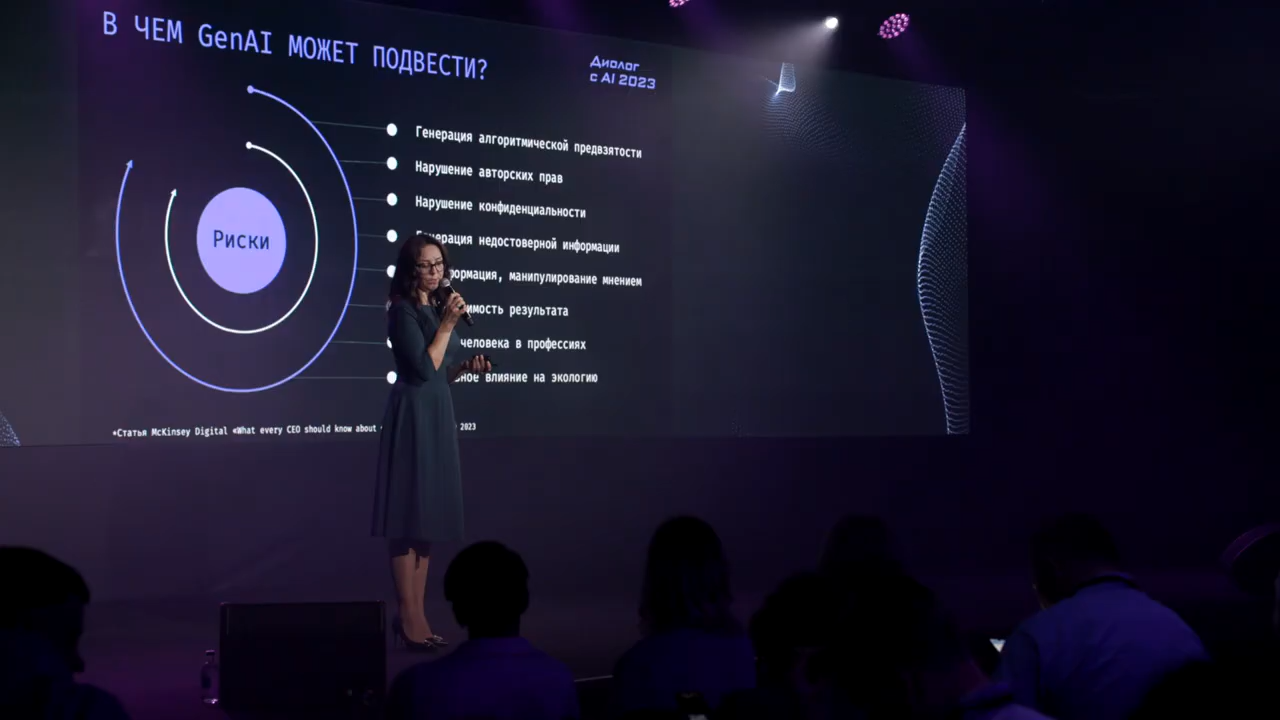 В ЧЕМ GenAI МОЖЕТ ПОДВЕСТИ?
Диалог
с AI 2023
Генерация алгоритмической предвзятости
Нарушение авторских прав
Нарушение конфиденциальности
недостоверной информации
манипулирование мнением
результата
человека в профессиях
влияние на экологию
Риски
*Статья McKinsey Digital «What every CEO should know about
2023